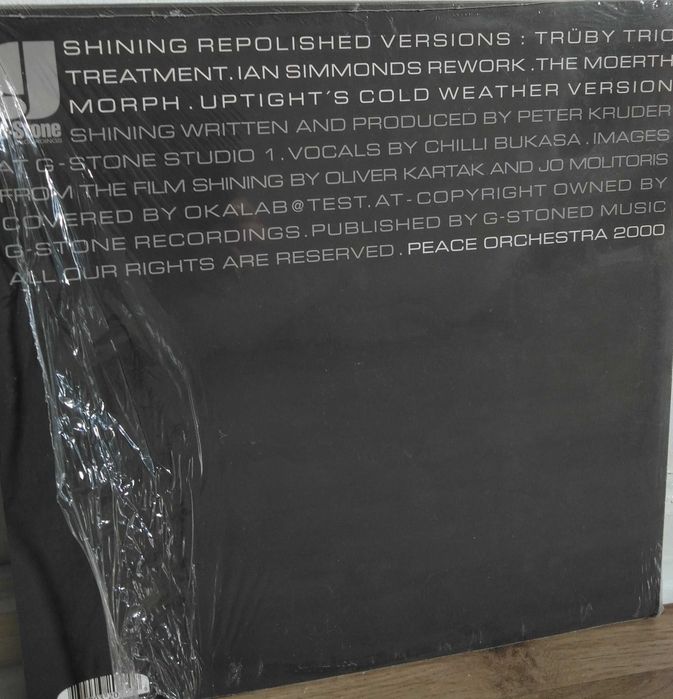 SHINING REPOLISHED VERSIONS : TRÜBY TRIO
TREATMENT.IAN SIMMONDS REWORK.THE MOERTH
MORPH.UPTIGHT´S COLD WEATHER VERSION
G-Stone
RECORDINGS
SHINING WRITTEN AND PRODUCED BY PETER KRUDER
AT G-STONE STUDIO 1.VOCALS BY CHILLI BUKASA.IMAGES
FROM THE FILM SHINING BY OLIVER KARTAK AND JO MOLITORIS
COVERED BY OKALAB@TEST.AT-COPYRIGHT OWNED BY
G-STONE RECORDINGS.PUBLISHED BY G-STONED MUSIC
ALL OUR RIGHTS ARE RESERVED.PEACE ORCHESTRA 2000